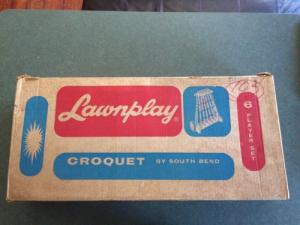 Lawnplay®
CROQUET BY SOUTH BEND
6 PLAYER SET